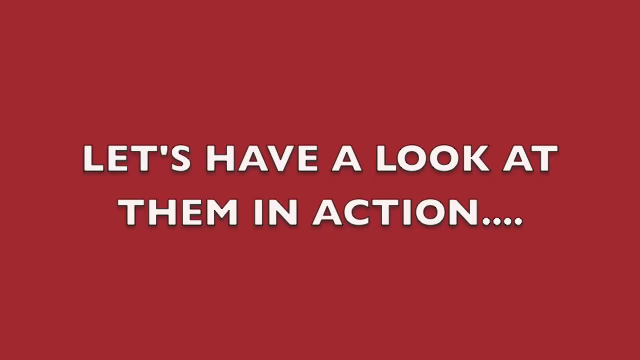 LET'S HAVE A LOOK AT
THEM IN ACTION....